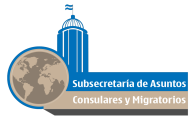 Subsecretaría de Asuntos
Consulares y Migratorios